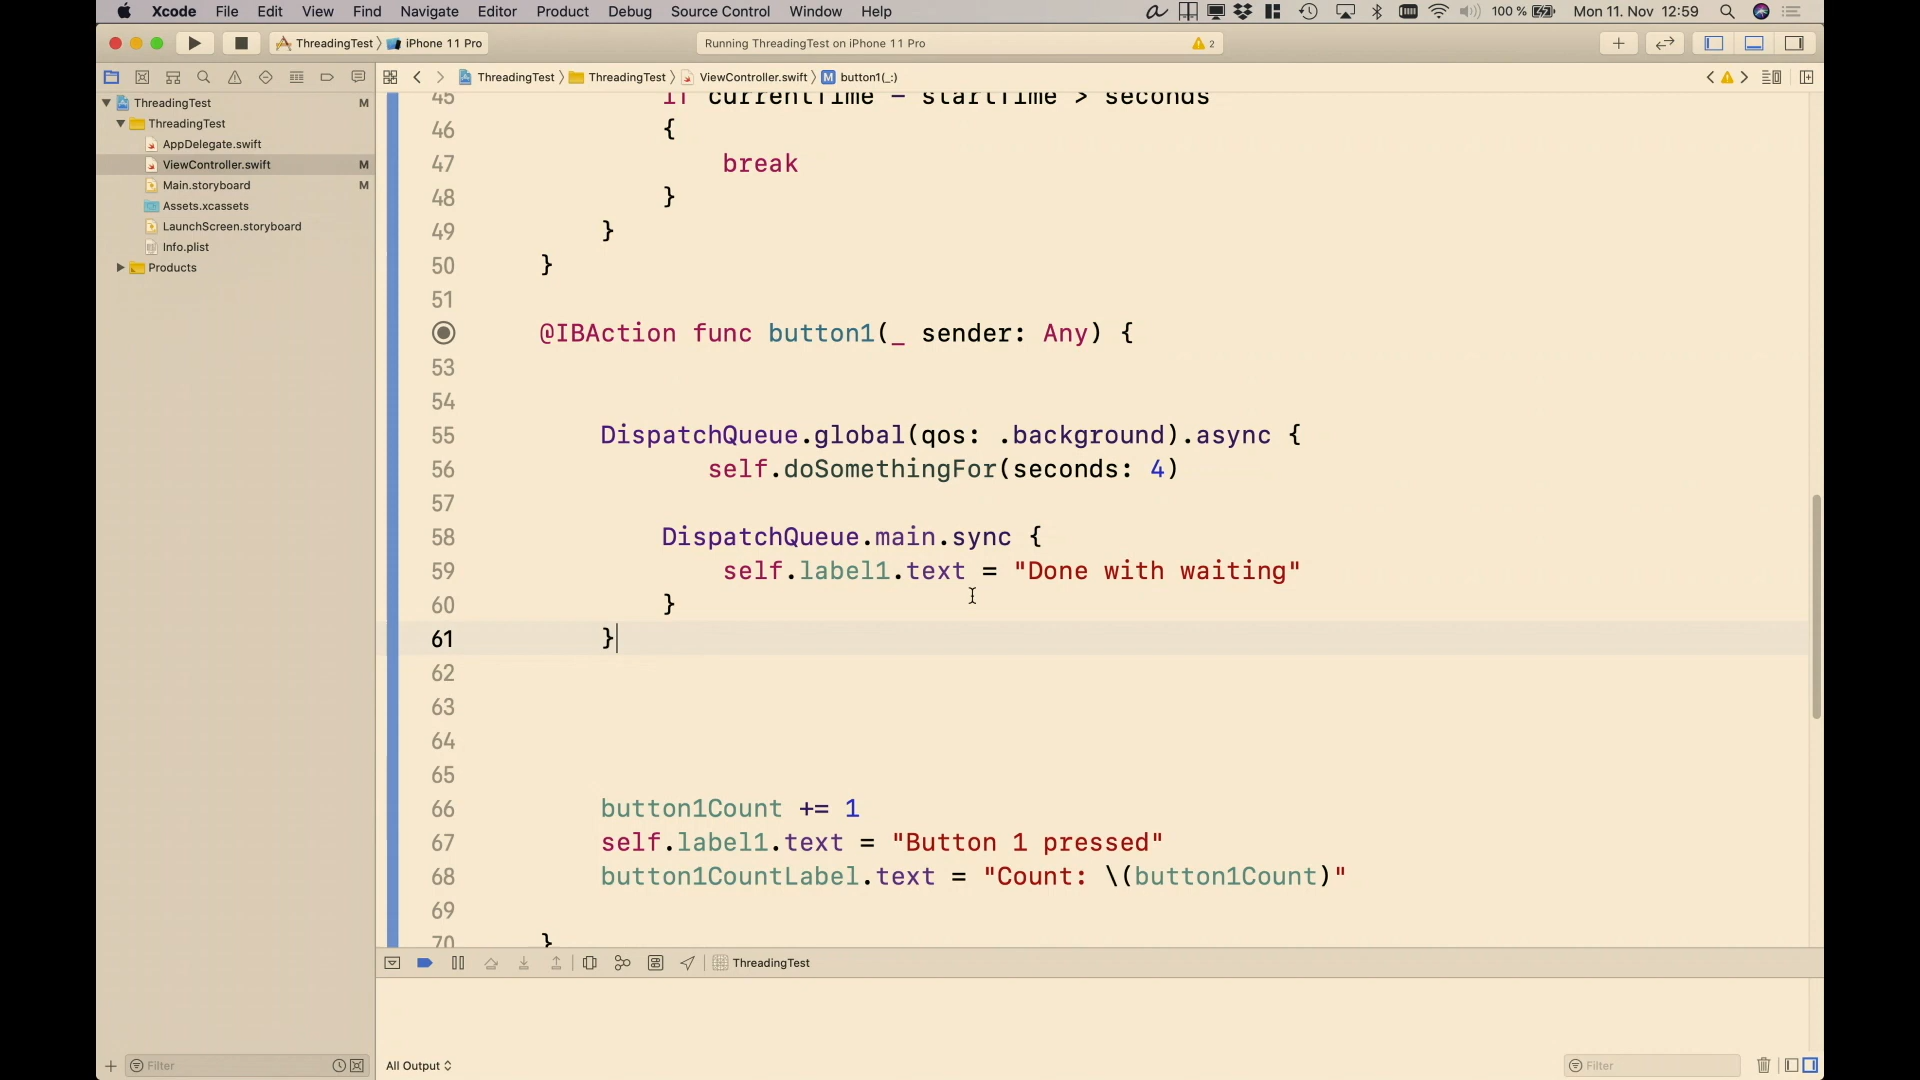 Xcode File Edit View Find Navigate Editor Product Debug Source Control Window Help 100 % Mon 11. Nov 12:59
ThreadingTest iPhone 11 Pro Running ThreadingTest on iPhone 11 Pro 2
ThreadingTest ThreadingTest ViewController.swift M button1(_:)
ThreadingTest M
ThreadingTest
AppDelegate.swift
ViewController.swift M
Main.storyboard M
Assets.xcassets
LaunchScreen.storyboard
Info.plist
Products
45 if currentTime - startTime > seconds
46 {
47 break
48 }
49 }
50 }
51
@IBAction func button1(_ sender: Any) {
53
54
55 DispatchQueue.global(qos: .background).async {
56 self.doSomethingFor(seconds: 4)
57
58 DispatchQueue.main.sync {
59 self.label1.text = "Done with waiting"
60 }
61 }
62
63
64
65
66 button1Count += 1
67 self.label1.text = "Button 1 pressed"
68 button1CountLabel.text = "Count: \(button1Count)"
69
70 }
ThreadingTest
Filter All Output Filter